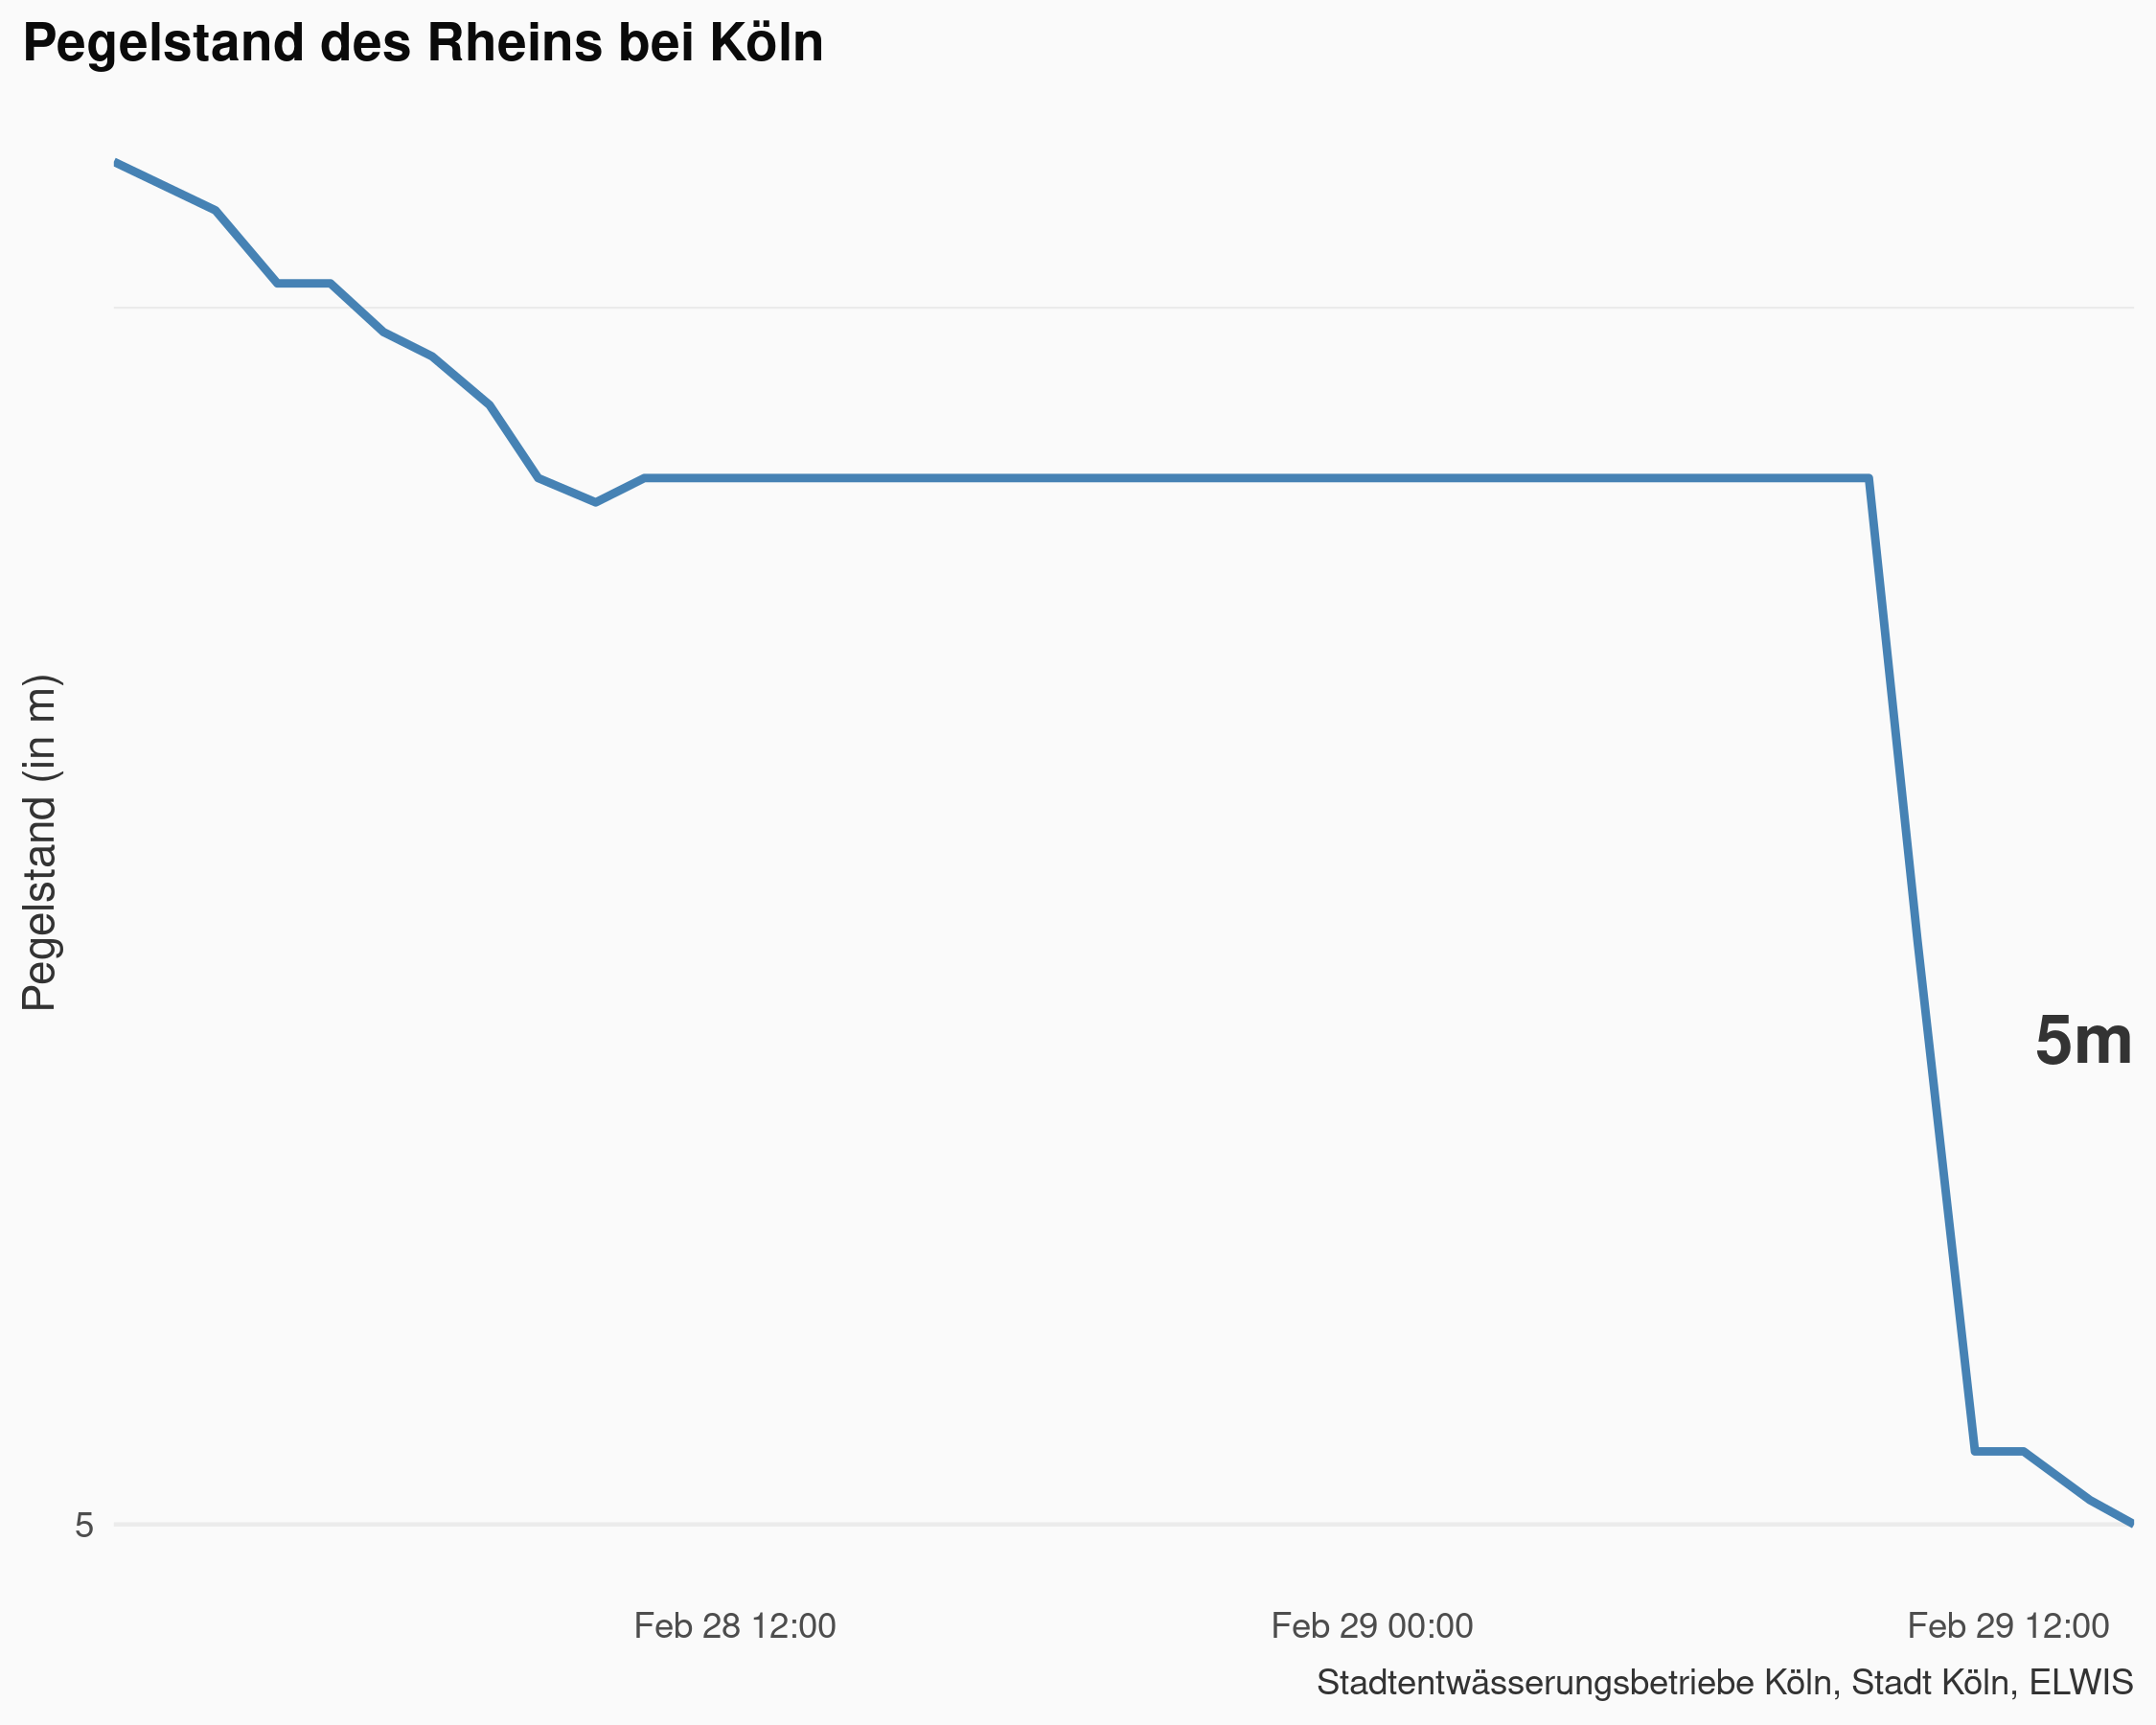 Pegelstand des Rheins bei Köln
Pegelstand (in m)
5m
5
Feb 28 12:00
Feb 29 00:00
Feb 29 12:00
Stadtentwässerungsbetriebe Köln, Stadt Köln, ELWIS